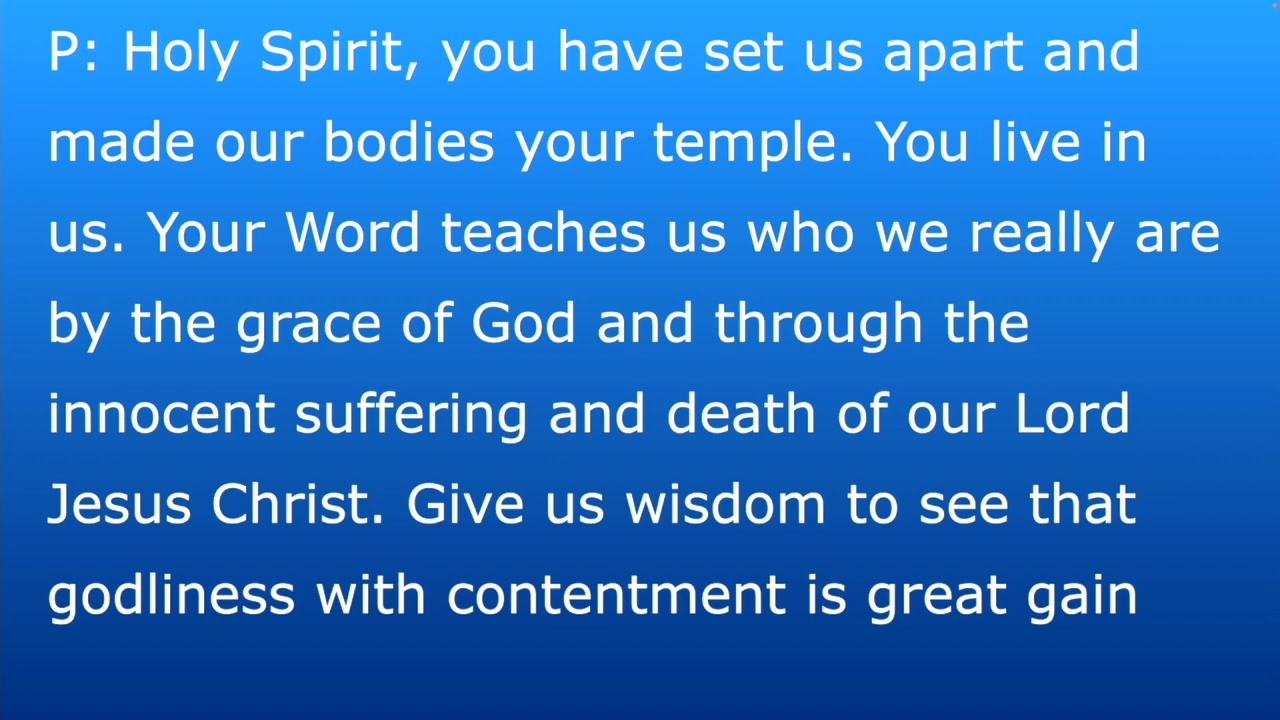 P: Holy Spirit, you have set us apart and
made our bodies your temple. You live in
us. Your Word teaches us who we really are
by the grace of God and through the
innocent suffering and death of our Lord
Jesus Christ. Give us wisdom to see that
godliness with contentment is great gain